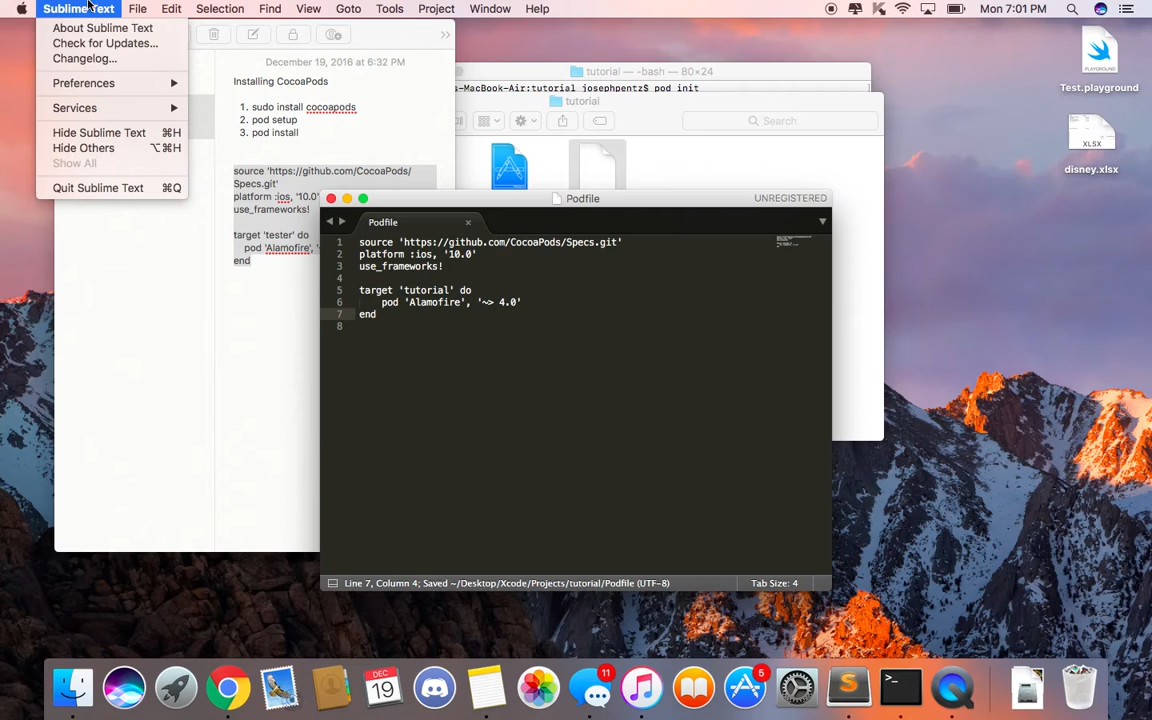 Sublime Text File Edit Selection Find View Goto Tools Project Window Help Mon 7:01 PM
About Sublime Text
Check for Updates...
Changelog...
Preferences
Services
Hide Sublime Text ⌘H
Hide Others ⌥⌘H
Show All
Quit Sublime Text ⌘Q
December 19, 2016 at 6:32 PM
Installing CocoaPods
1. sudo install cocoapods
2. pod setup
3. pod install
source 'https://github.com/CocoaPods/
Specs.git'
platform :ios, '10.0'
use_frameworks!
target 'tester' do
pod 'Alamofire',
end
tutorial — -bash — 80×24
s-MacBook-Air:tutorial josephpentz$ pod init
tutorial
Search
Podfile
UNREGISTERED
Podfile
1 source 'https://github.com/CocoaPods/Specs.git'
2 platform :ios, '10.0'
3 use_frameworks!
4
5 target 'tutorial' do
6 pod 'Alamofire', '~> 4.0'
7 end
8
Line 7, Column 4; Saved ~/Desktop/Xcode/Projects/tutorial/Podfile (UTF-8)
Tab Size: 4
PLAYGROUND
Test.playground
XLSX
disney.xlsx
DEC
19
11
5